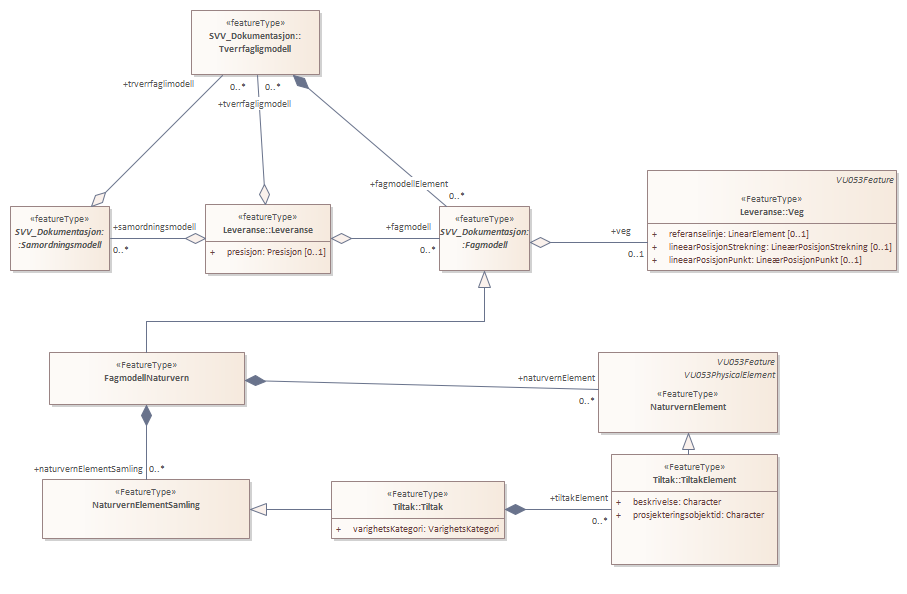 «featureType»
SVV_Dokumentasjon::
Tverrfagligmodell
+trverrfaglimodell
0..*
0..*
+tverrfagligmodell
+fagmodellElement
0..*
VU053Feature
«FeatureType»
Leveranse::Veg
+ referanselinje: LinearElement [0..1]
+ lineearPosisjonStrekning: LineærPosisjonStrekning [0..1]
+ lineearPosisjonPunkt: LineærPosisjonPunkt [0..1]
«featureType»
SVV_Dokumentasjon:
:Samordningsmodell
+samordningsmodell
0..*
«featureType»
Leveranse::Leveranse
+ presisjon: Presisjon [0..1]
+fagmodell
0..*
«featureType»
SVV_Dokumentasjon:
:Fagmodell
+veg
0..1
«FeatureType»
FagmodellNaturvern
+naturvernElement
0..*
VU053Feature
VU053PhysicalElement
«FeatureType»
NaturvernElement
+naturvernElementSamling
0..*
«FeatureType»
NaturvernElementSamling
«FeatureType»
Tiltak::Tiltak
+ varighetsKategori: VarighetsKategori
+tiltakElement
0..*
«FeatureType»
Tiltak::TiltakElement
+ beskrivelse: Character
+ prosjekteringsobjektid: Character